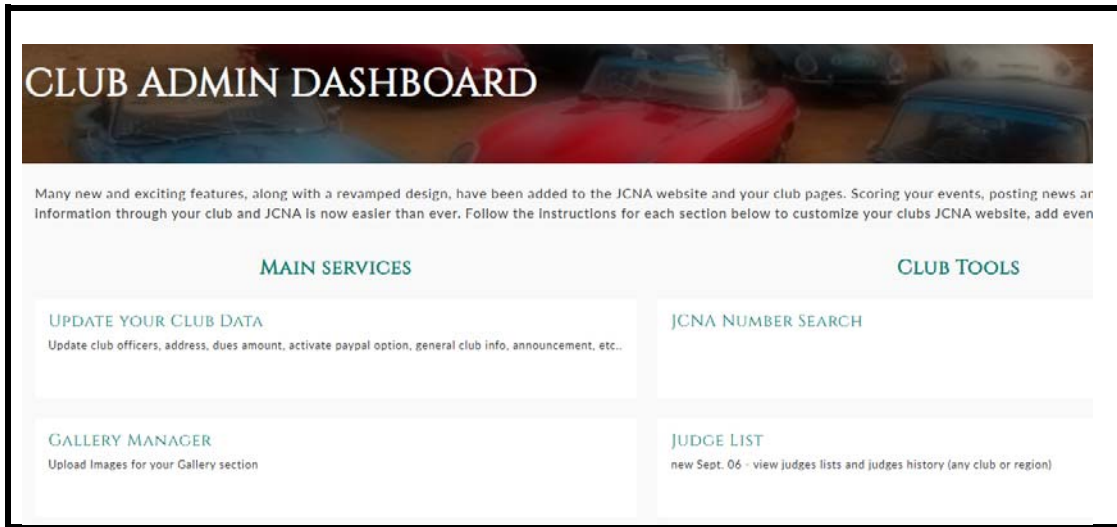 CLUB ADMIN DASHBOARD
Many new and exciting features, along with a revamped design, have been added to the JCNA website and your club pages. Scoring your events, posting news an
information through your club and JCNA is now easier than ever. Follow the instructions for each section below to customize your clubs JCNA website, add even
MAIN SERVICES
UPDATE YOUR CLUB DATA
Update club officers, address, dues amount, activate paypal option, general club info, announcement, etc..
GALLERY MANAGER
Upload Images for your Gallery section
CLUB TOOLS
JCNA NUMBER SEARCH
JUDGE LIST
new Sept. 06 - view judges lists and judges history (any club or region)